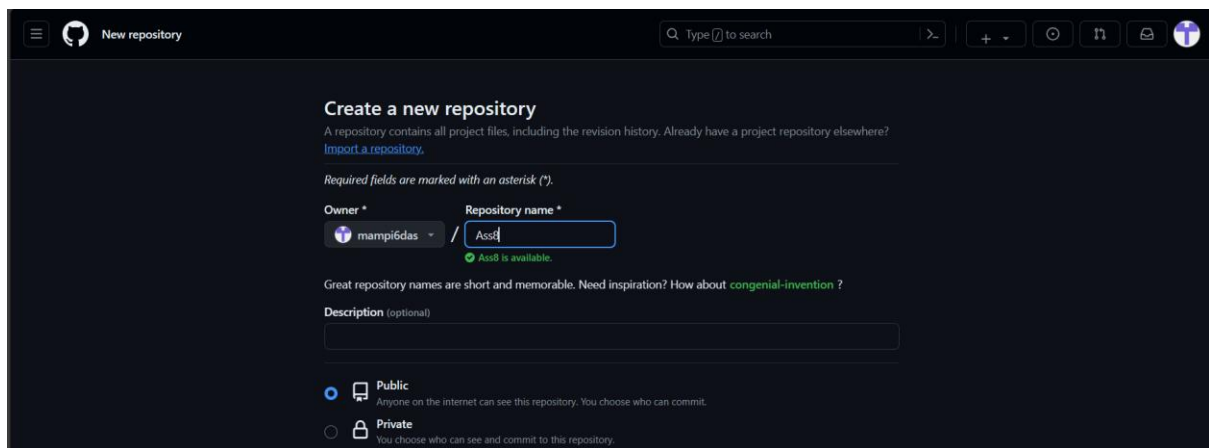 New repository
Type / to search
Create a new repository
A repository contains all project files, including the revision history. Already have a project repository elsewhere?
Import a repository.
Required fields are marked with an asterisk (*).
Owner * Repository name *
mampi6das / Ass8
Ass8 is available.
Great repository names are short and memorable. Need inspiration? How about congenial-invention ?
Description (optional)
Public
Anyone on the internet can see this repository. You choose who can commit.
Private
You choose who can see and commit to this repository.